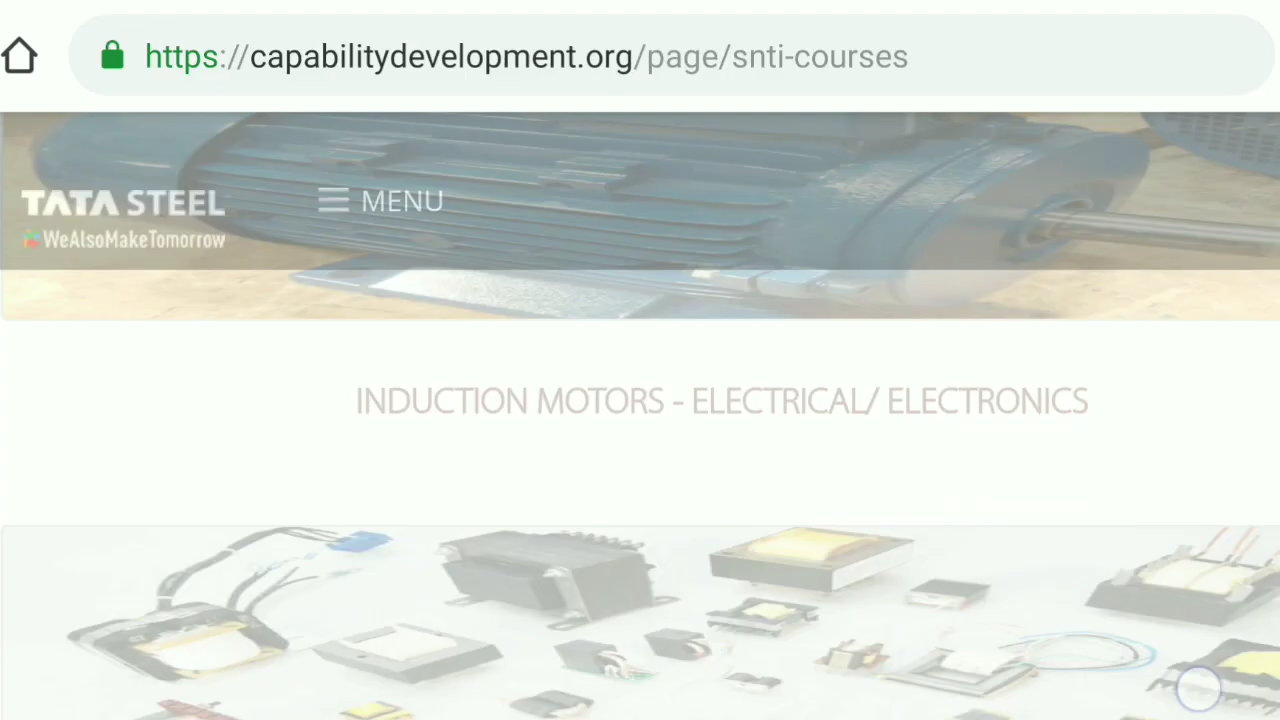 https://capabilitydevelopment.org/page/snti-courses
TATA STEEL
MENU
#WeAlsoMakeTomorrow
INDUCTION MOTORS - ELECTRICAL/ ELECTRONICS